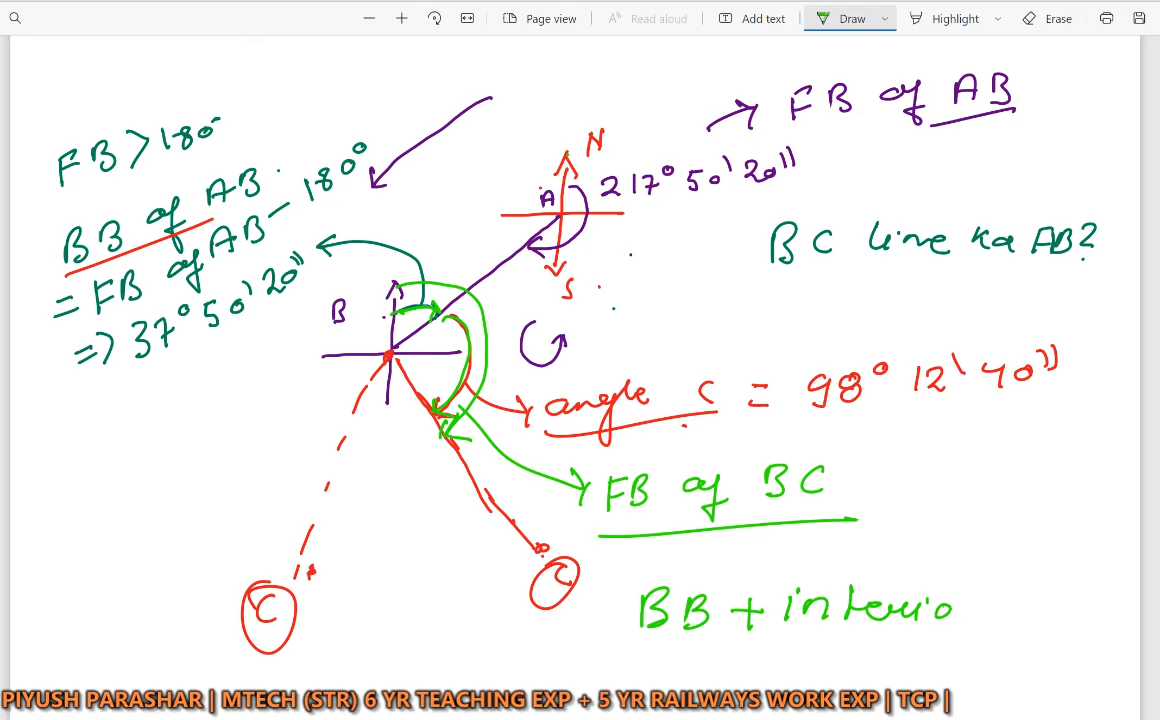 Page view
Read aloud
Add text
Draw
Highlight
Erase
FB of AB
FB > 180°
N
A
217° 50' 20"
BB of AB
= FB of AB - 180°
=> 37° 50' 20"
BC line ka AB?
S
B
angle C = 98° 12' 40"
FB of BC
C
C
BB + interio
PIYUSH PARASHAR | MTECH (STR) 6 YR TEACHING EXP + 5 YR RAILWAYS WORK EXP | TCP |